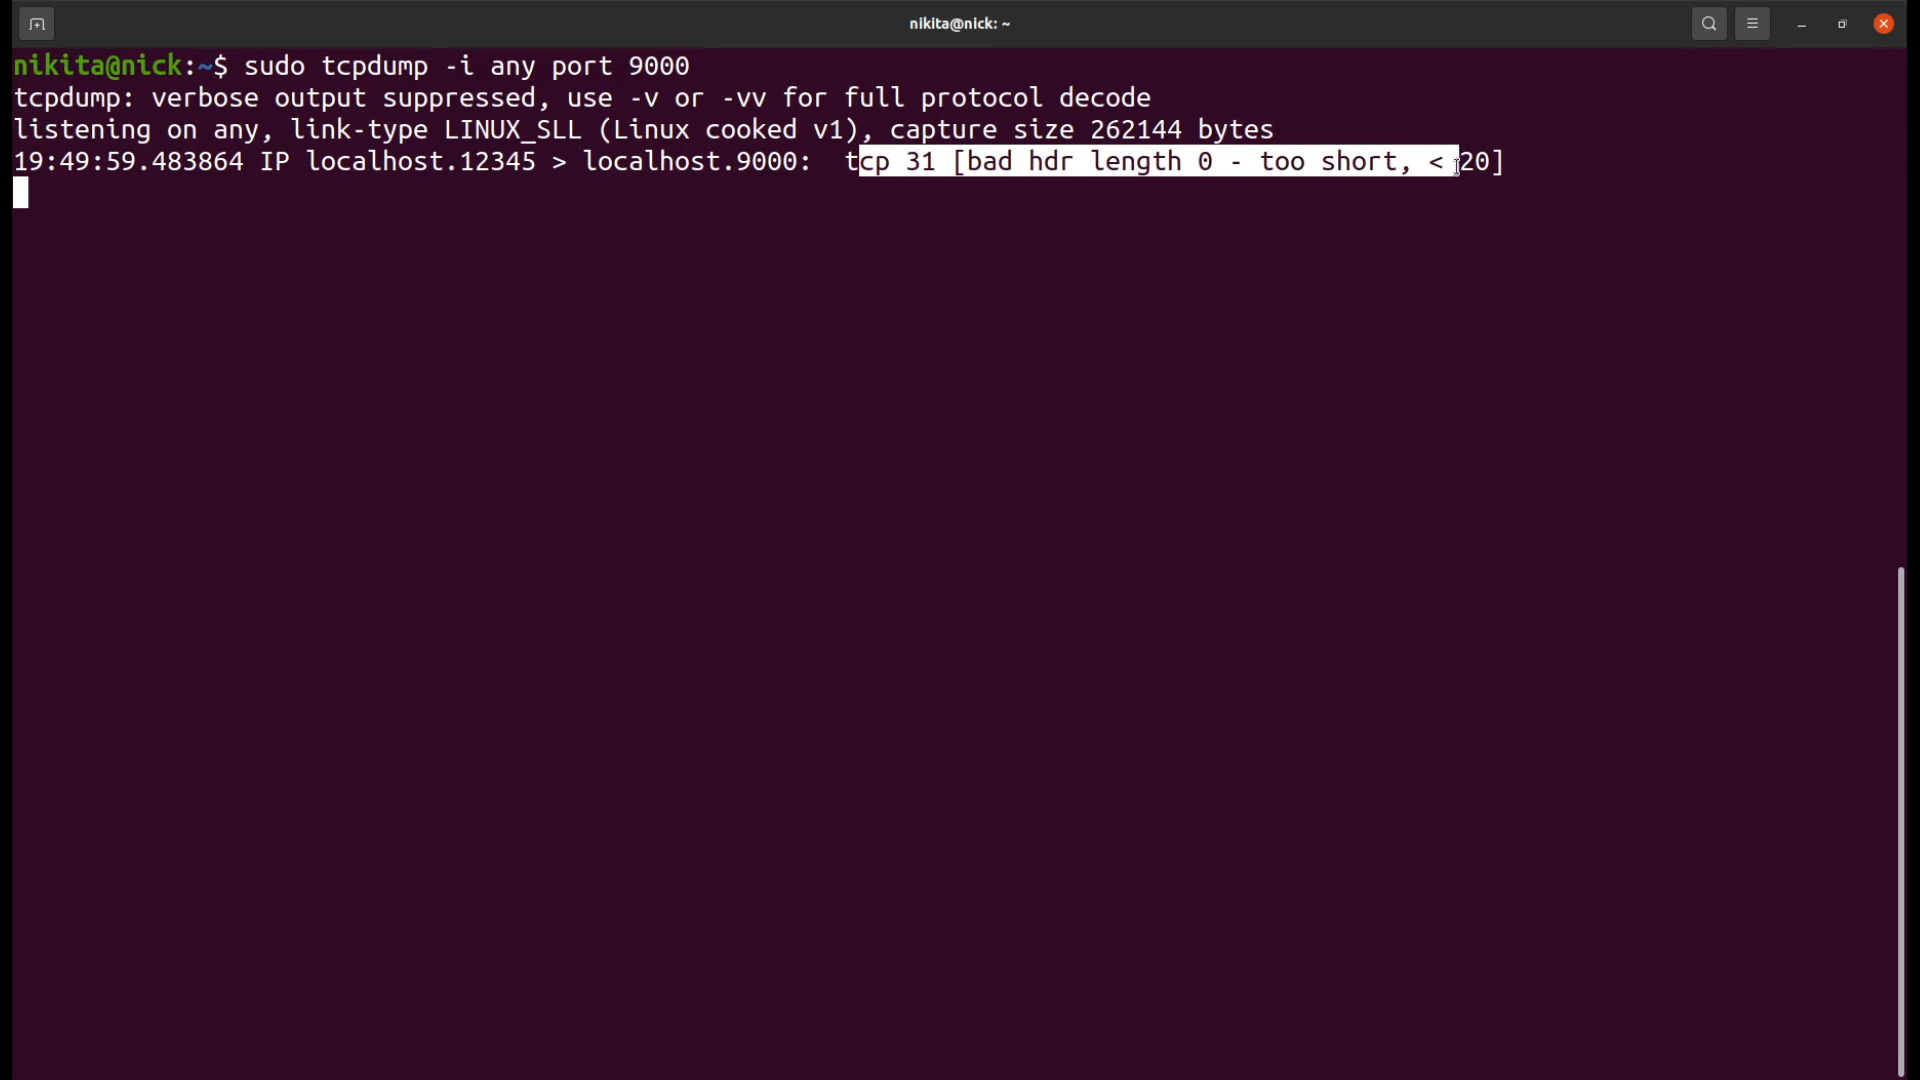 nikita@nick: ~
nikita@nick:~$ sudo tcpdump -i any port 9000
tcpdump: verbose output suppressed, use -v or -vv for full protocol decode
listening on any, link-type LINUX_SLL (Linux cooked v1), capture size 262144 bytes
19:49:59.483864 IP localhost.12345 > localhost.9000:  tcp 31 [bad hdr length 0 - too short, < 20]